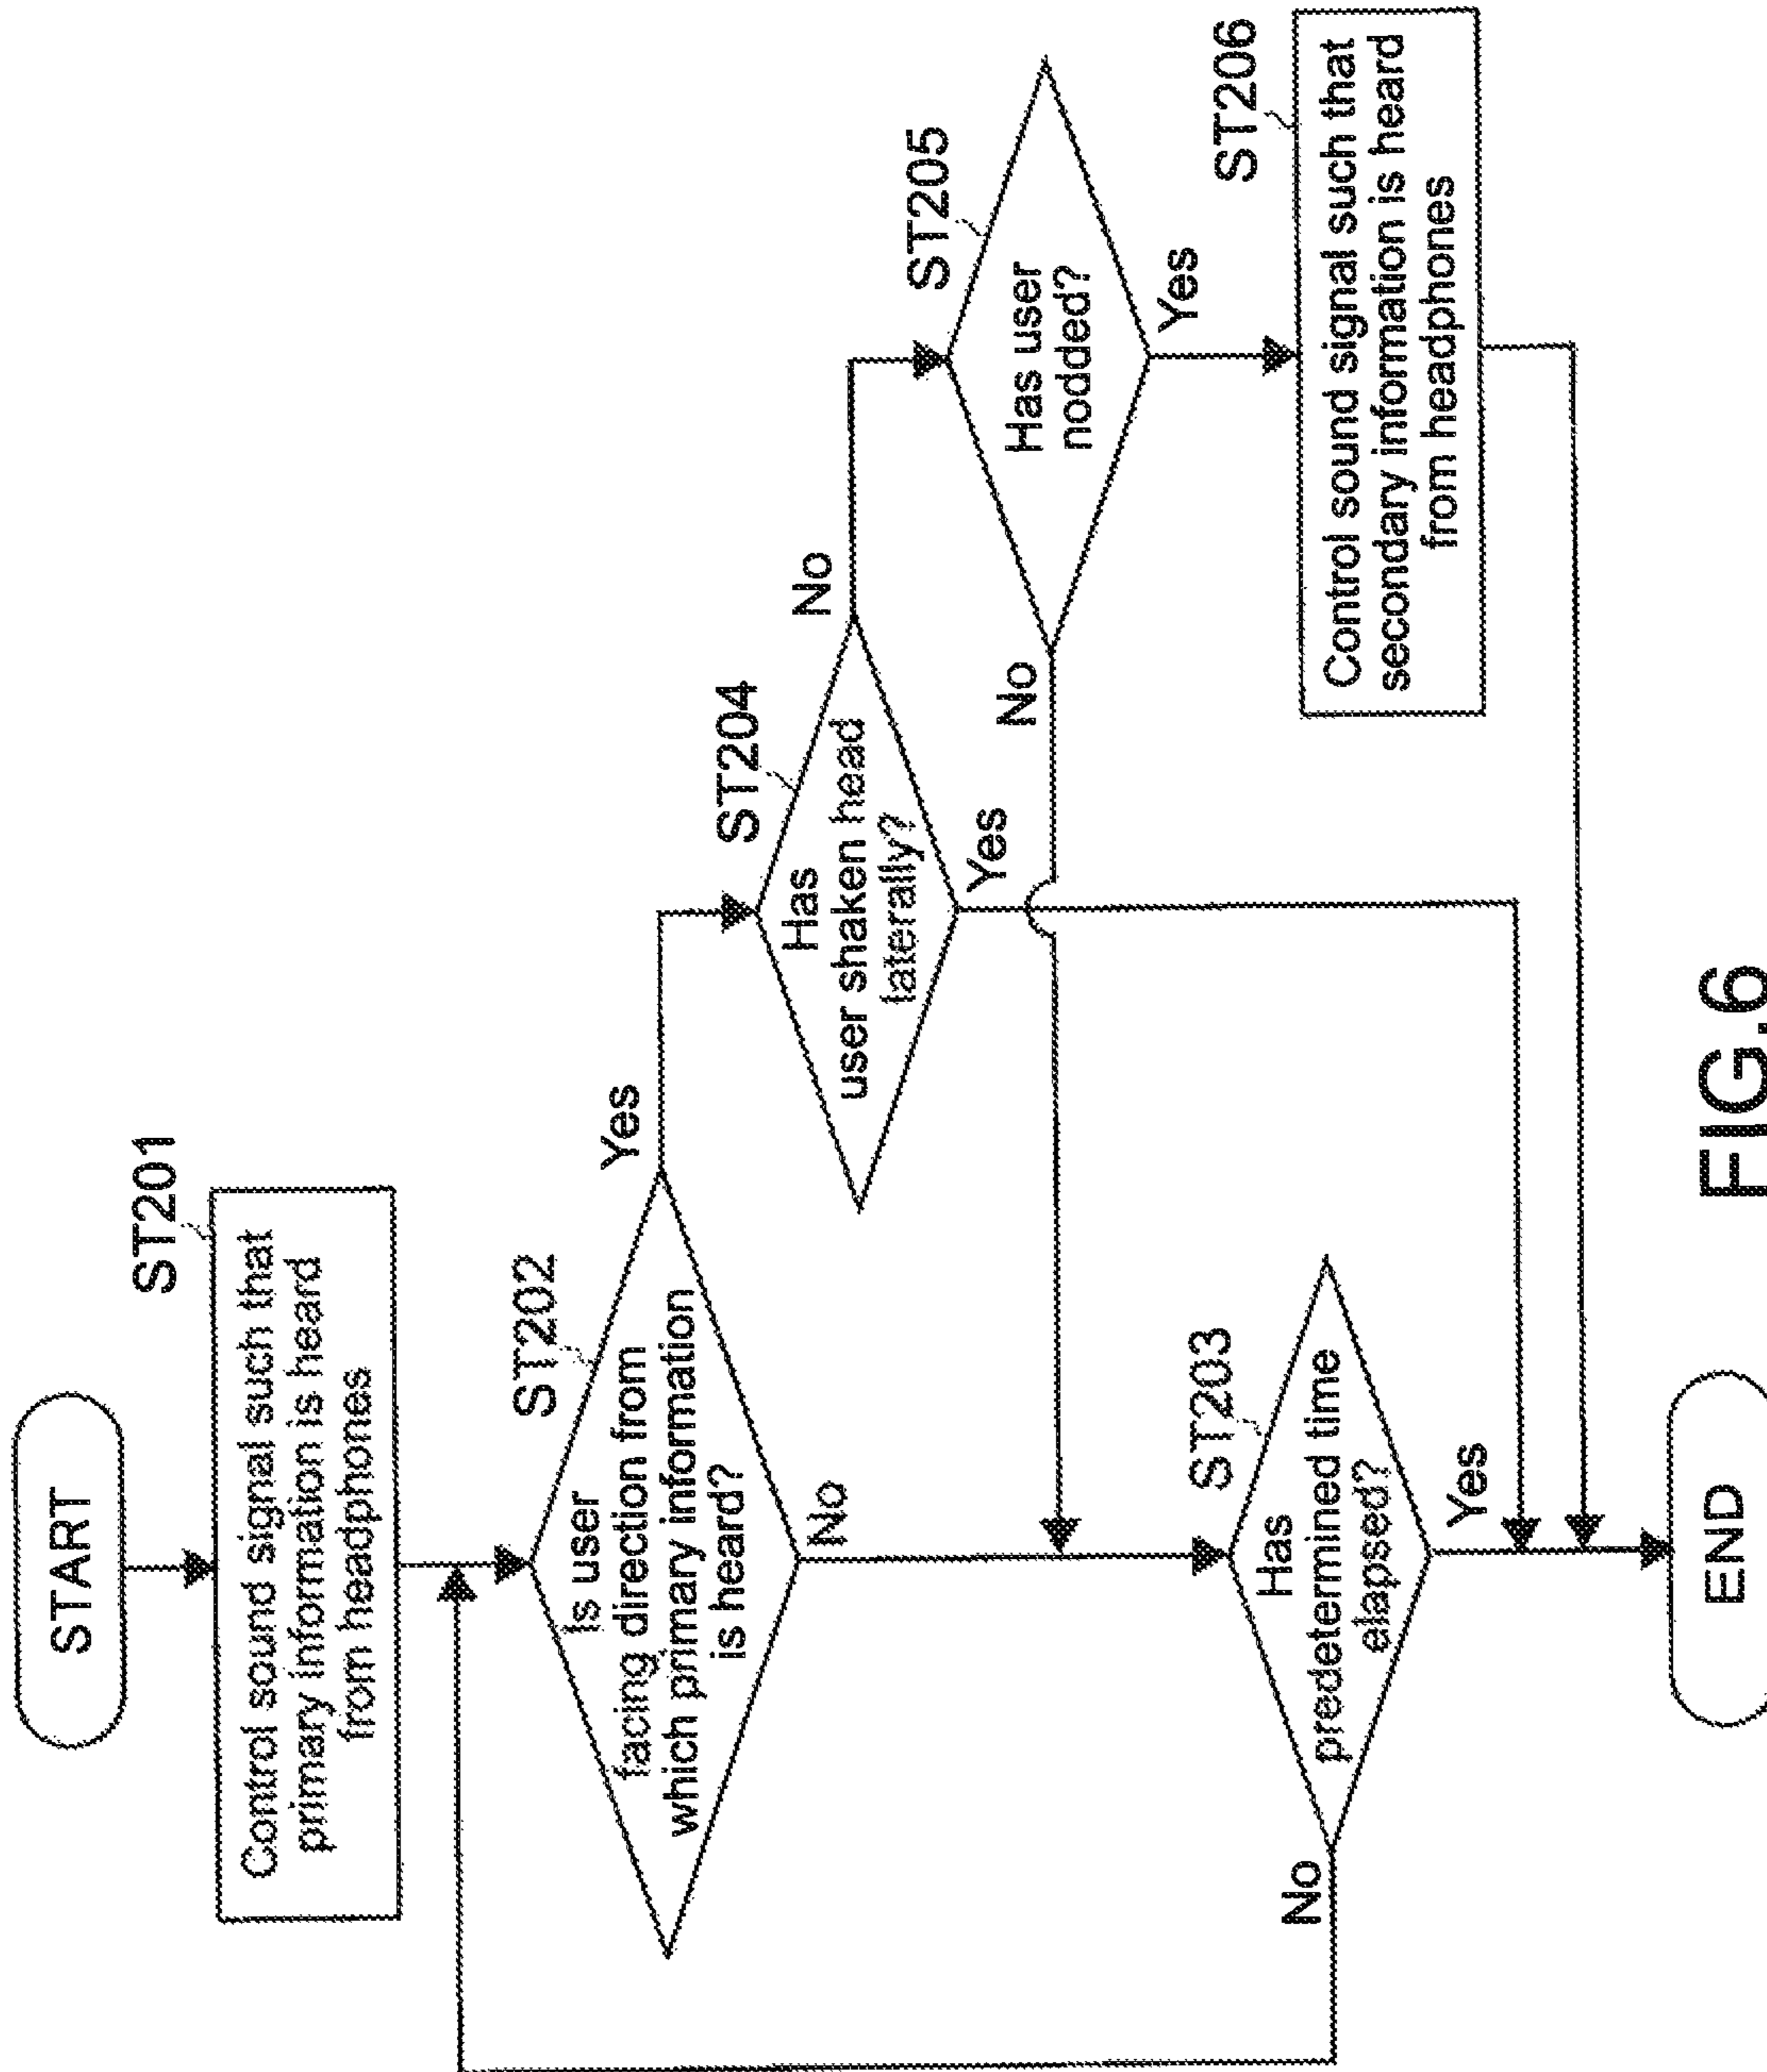 START
ST201
Control sound signal such that
primary information is heard
from headphones
ST202
Is user
facing direction from
which primary information
is heard?
Yes
No
ST204
Has
user shaken head
laterally?
No
Yes
ST205
Has user
nodded?
No
Yes
ST203
Has
predetermined time
elapsed?
No
Yes
ST206
Control sound signal such that
secondary information is heard
from headphones
END
FIG.6